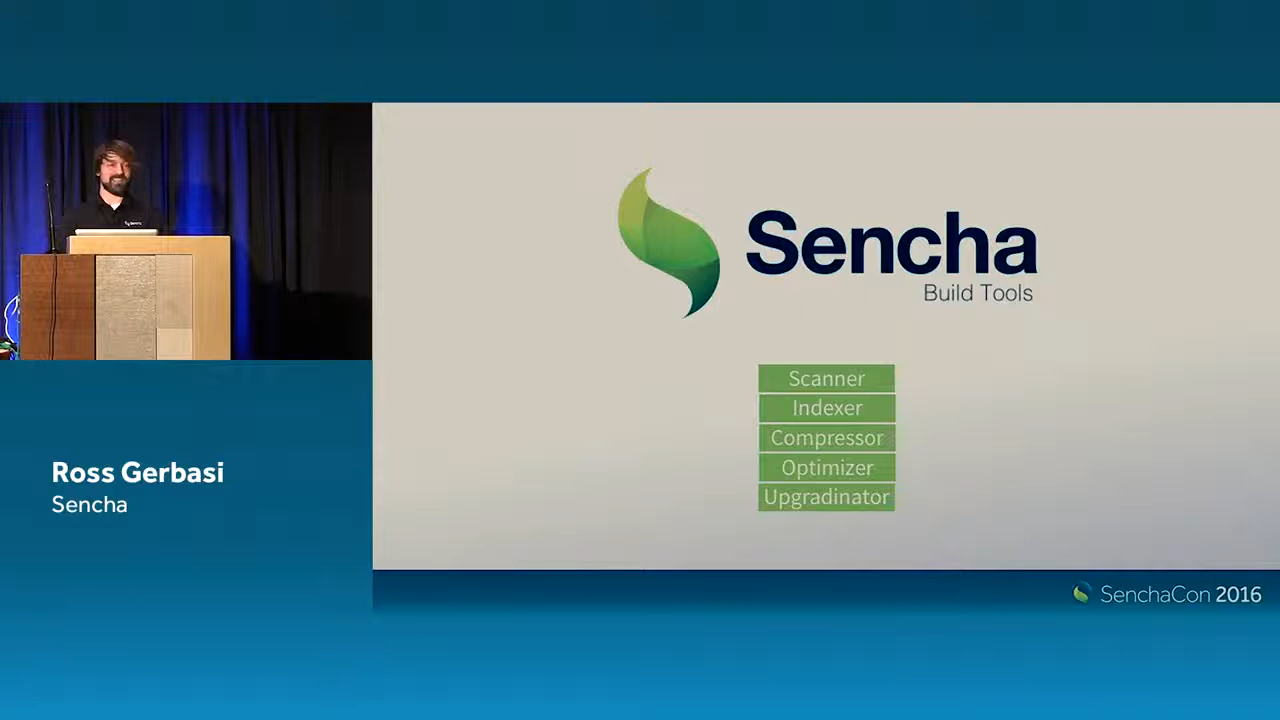 Sencha
Build Tools
Scanner
Indexer
Compressor
Optimizer
Upgradinator
Ross Gerbasi
Sencha
SenchaCon 2016